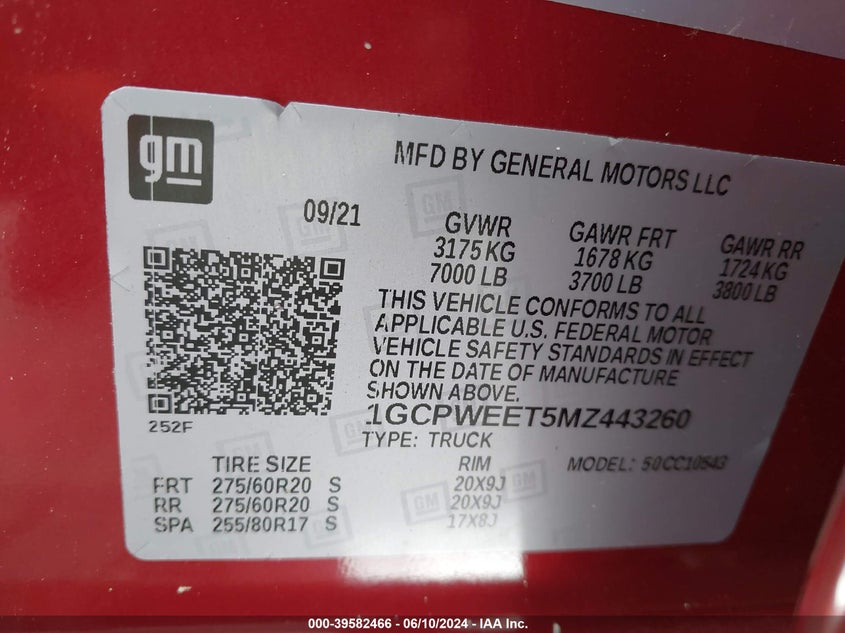 gm
MFD BY GENERAL MOTORS LLC
09/21
GVWR
3175 KG
7000 LB
GAWR FRT
1678 KG
3700 LB
GAWR RR
1724 KG
3800 LB
THIS VEHICLE CONFORMS TO ALL
APPLICABLE U.S. FEDERAL MOTOR
VEHICLE SAFETY STANDARDS IN EFFECT
ON THE DATE OF MANUFACTURE
SHOWN ABOVE.
1GCPWEET5MZ443260
252F
TYPE: TRUCK
TIRE SIZE RIM MODEL: 50CC10543
FRT 275/60R20 S 20X9J
RR 275/60R20 S 20X9J
SPA 255/80R17 S 17X8J
000-39582466 - 06/10/2024 - IAA Inc.